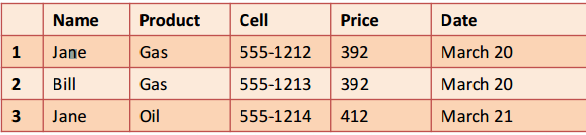 Name Product Cell Price Date
1 Jane Gas 555-1212 392 March 20
2 Bill Gas 555-1213 392 March 20
3 Jane Oil 555-1214 412 March 21